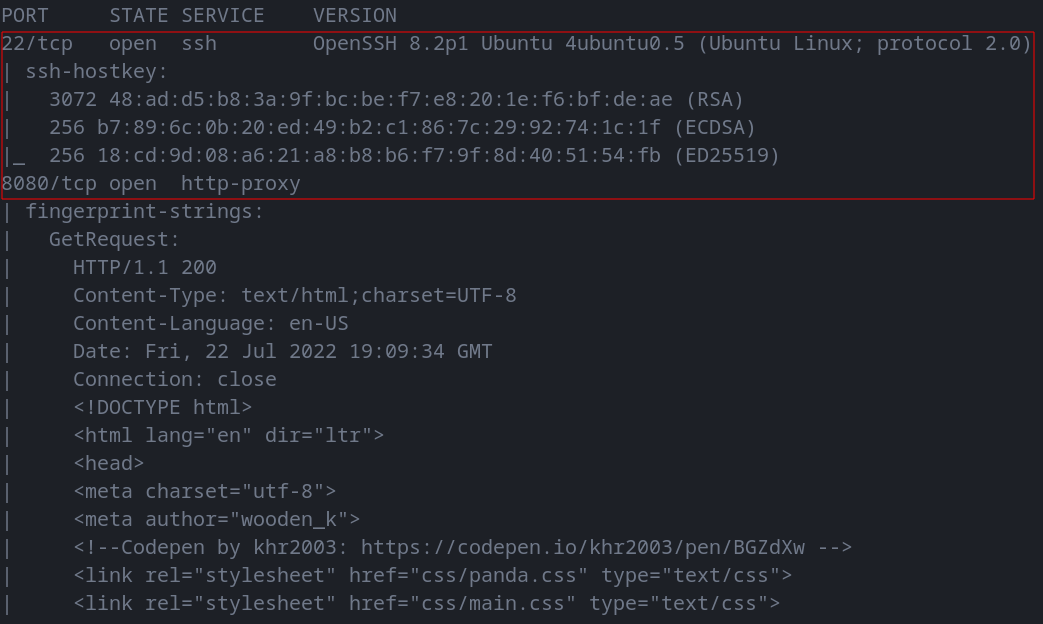 PORT     STATE SERVICE    VERSION
22/tcp   open  ssh        OpenSSH 8.2p1 Ubuntu 4ubuntu0.5 (Ubuntu Linux; protocol 2.0)
| ssh-hostkey:
|   3072 48:ad:d5:b8:3a:9f:bc:be:f7:e8:20:1e:f6:bf:de:ae (RSA)
|   256 b7:89:6c:0b:20:ed:49:b2:c1:86:7c:29:92:74:1c:1f (ECDSA)
|_  256 18:cd:9d:08:a6:21:a8:b8:b6:f7:9f:8d:40:51:54:fb (ED25519)
8080/tcp open  http-proxy
| fingerprint-strings:
|   GetRequest:
|     HTTP/1.1 200
|     Content-Type: text/html;charset=UTF-8
|     Content-Language: en-US
|     Date: Fri, 22 Jul 2022 19:09:34 GMT
|     Connection: close
|     <!DOCTYPE html>
|     <html lang="en" dir="ltr">
|     <head>
|     <meta charset="utf-8">
|     <meta author="wooden_k">
|     <!--Codepen by khr2003: https://codepen.io/khr2003/pen/BGZdXw -->
|     <link rel="stylesheet" href="css/panda.css" type="text/css">
|     <link rel="stylesheet" href="css/main.css" type="text/css">